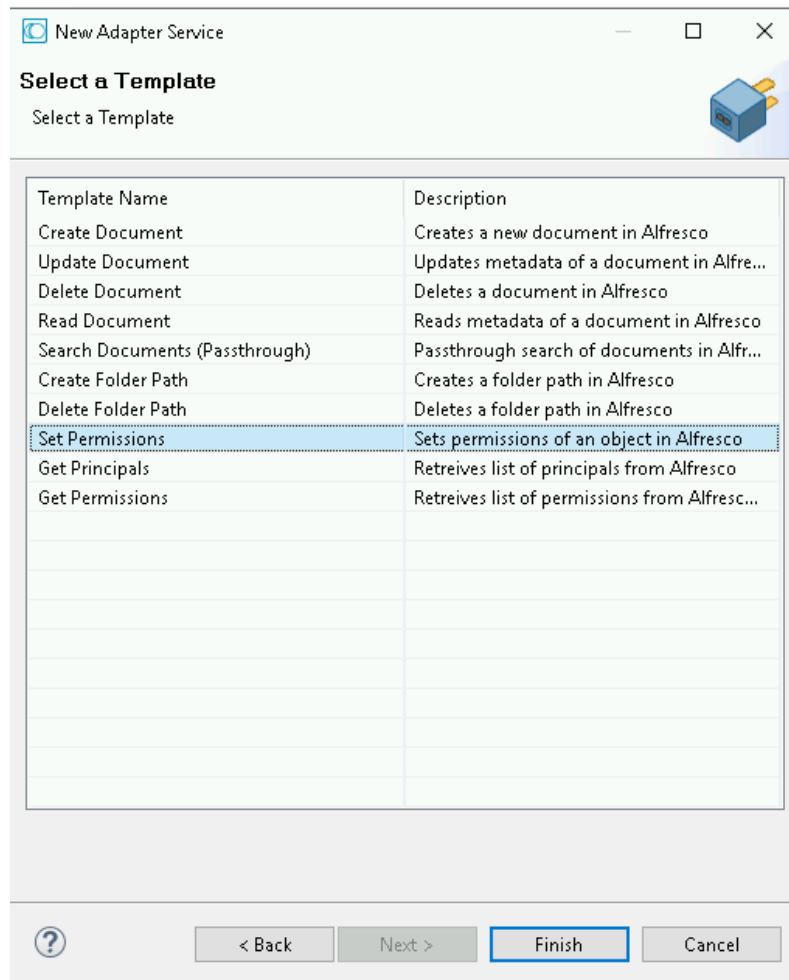 New Adapter Service
Select a Template
Select a Template
Template Name Description
Create Document Creates a new document in Alfresco
Update Document Updates metadata of a document in Alfre...
Delete Document Deletes a document in Alfresco
Read Document Reads metadata of a document in Alfresco
Search Documents (Passthrough) Passthrough search of documents in Alfr...
Create Folder Path Creates a folder path in Alfresco
Delete Folder Path Deletes a folder path in Alfresco
Set Permissions Sets permissions of an object in Alfresco
Get Principals Retreives list of principals from Alfresco
Get Permissions Retreives list of permissions from Alfresc...
? < Back Next > Finish Cancel